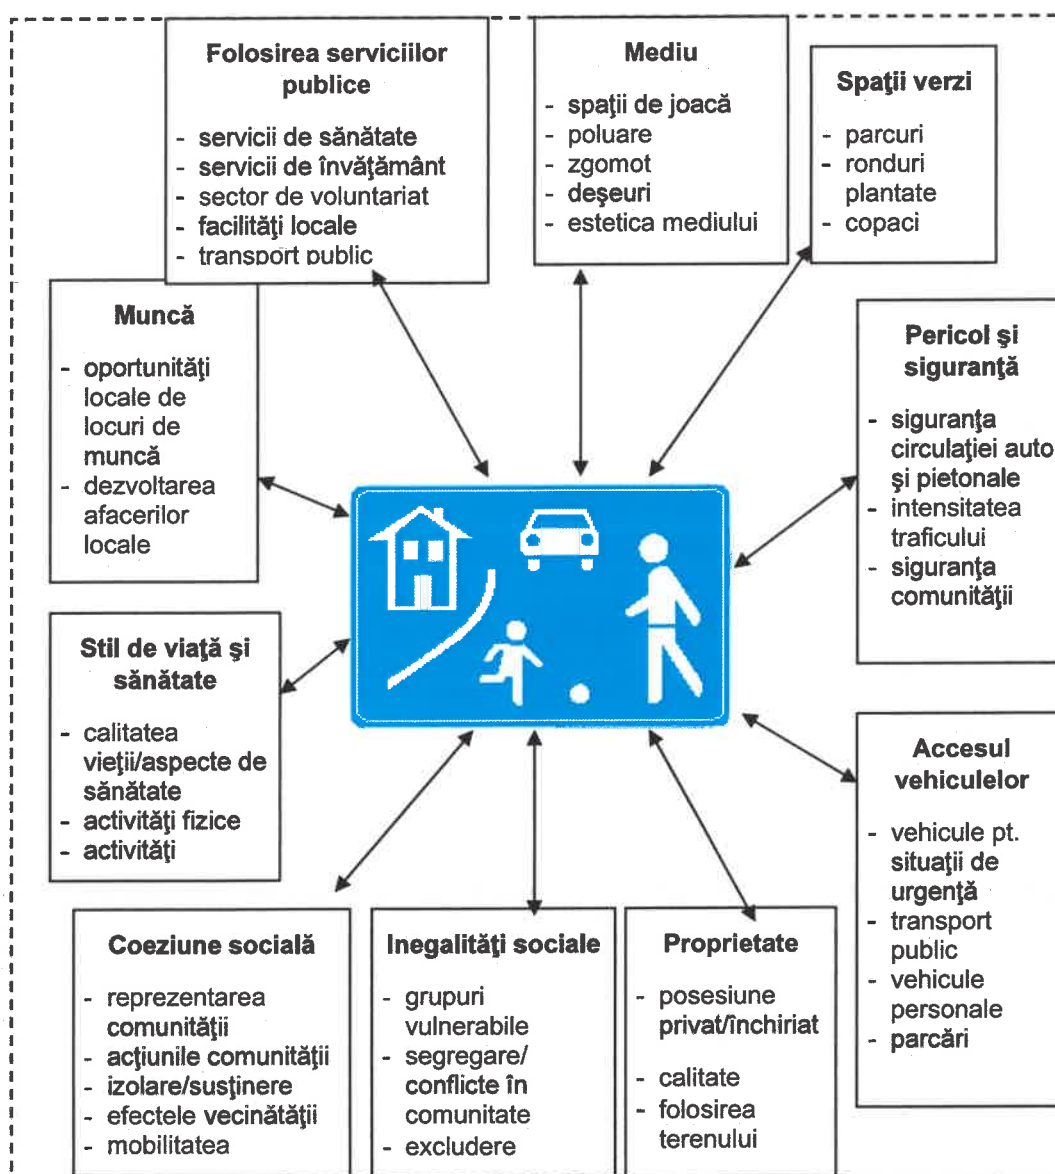 Folosirea serviciilor
publice
- servicii de sănătate
- servicii de învăţământ
- sector de voluntariat
- facilităţi locale
- transport public
Mediu
- spaţii de joacă
- poluare
- zgomot
- deşeuri
- estetica mediului
Spaţii verzi
- parcuri
- ronduri
plantate
- copaci
Muncă
- oportunităţi
locale de
locuri de
muncă
- dezvoltarea
afacerilor
locale
Pericol şi
siguranţă
- siguranţa
circulaţiei auto
şi pietonale
- intensitatea
traficului
- siguranţa
comunităţii
Stil de viaţă şi
sănătate
- calitatea
vieţii/aspecte de
sănătate
- activităţi fizice
- activităţi
Accesul
vehiculelor
- vehicule pt.
situaţii de
urgenţă
- transport
public
- vehicule
personale
- parcări
Coeziune socială
- reprezentarea
comunităţii
- acţiunile comunităţii
- izolare/susţinere
- efectele vecinătăţii
- mobilitatea
Inegalităţi sociale
- grupuri
vulnerabile
- segregare/
conflicte în
comunitate
- excludere
Proprietate
- posesiune
privat/închiriat
- calitate
- folosirea
terenului